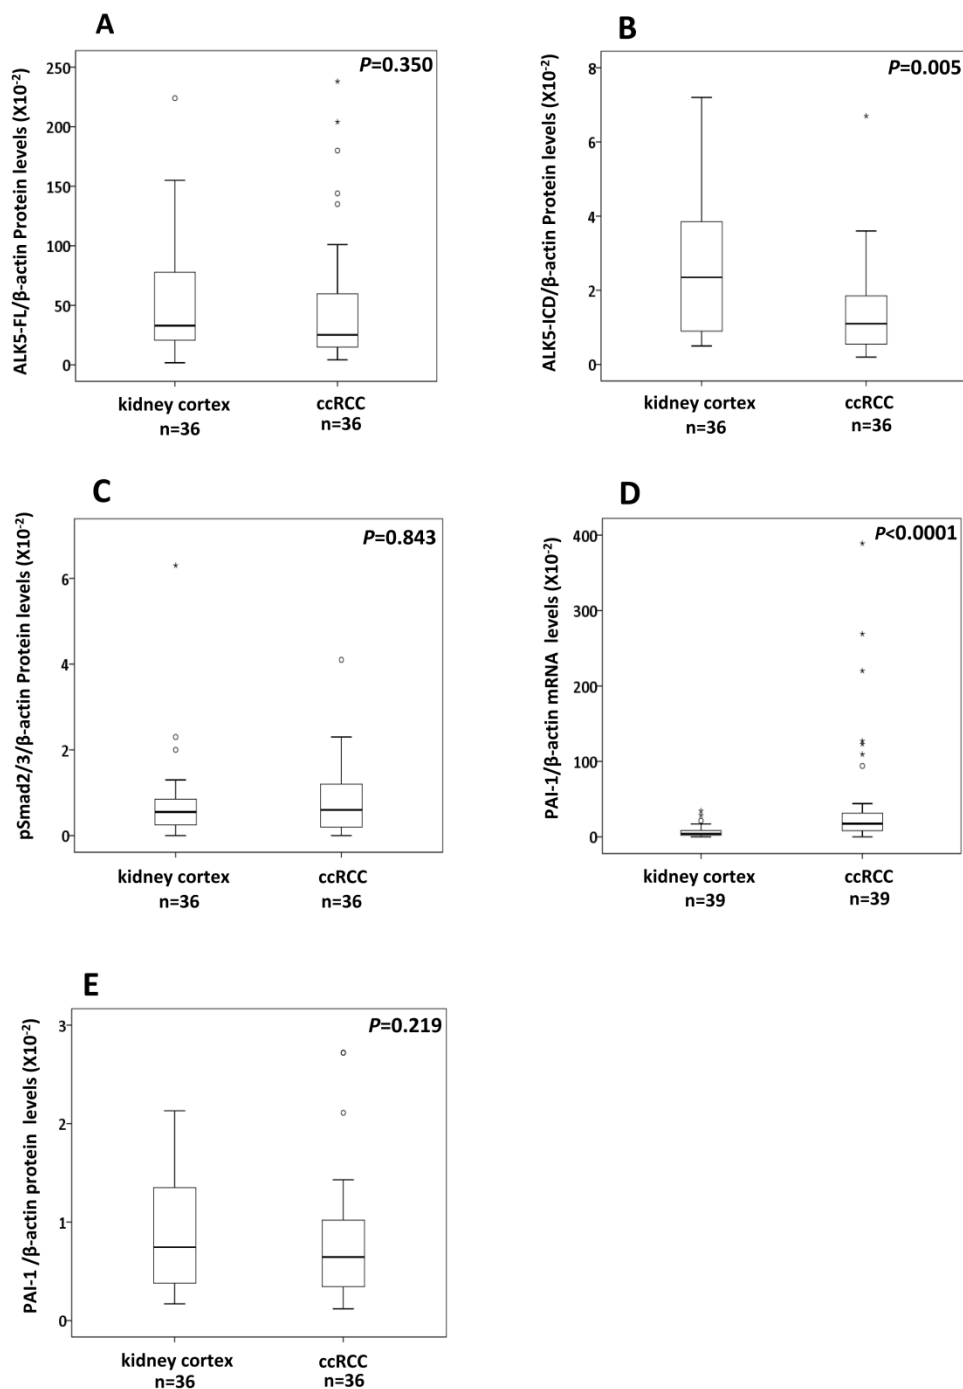 A
P=0.350
ALK5-FL/β-actin Protein levels (X10⁻²)
250
200
150
100
50
0
kidney cortex
n=36
ccRCC
n=36
B
P=0.005
ALK5-ICD/β-actin Protein levels (X10⁻²)
8
6
4
2
0
kidney cortex
n=36
ccRCC
n=36
C
P=0.843
pSmad2/3/β-actin Protein levels (X10⁻²)
6
4
2
0
kidney cortex
n=36
ccRCC
n=36
D
P<0.0001
PAI-1/β-actin mRNA levels (X10⁻²)
400
300
200
100
0
kidney cortex
n=39
ccRCC
n=39
E
P=0.219
PAI-1 /β-actin protein levels (X10⁻²)
3
2
1
0
kidney cortex
n=36
ccRCC
n=36